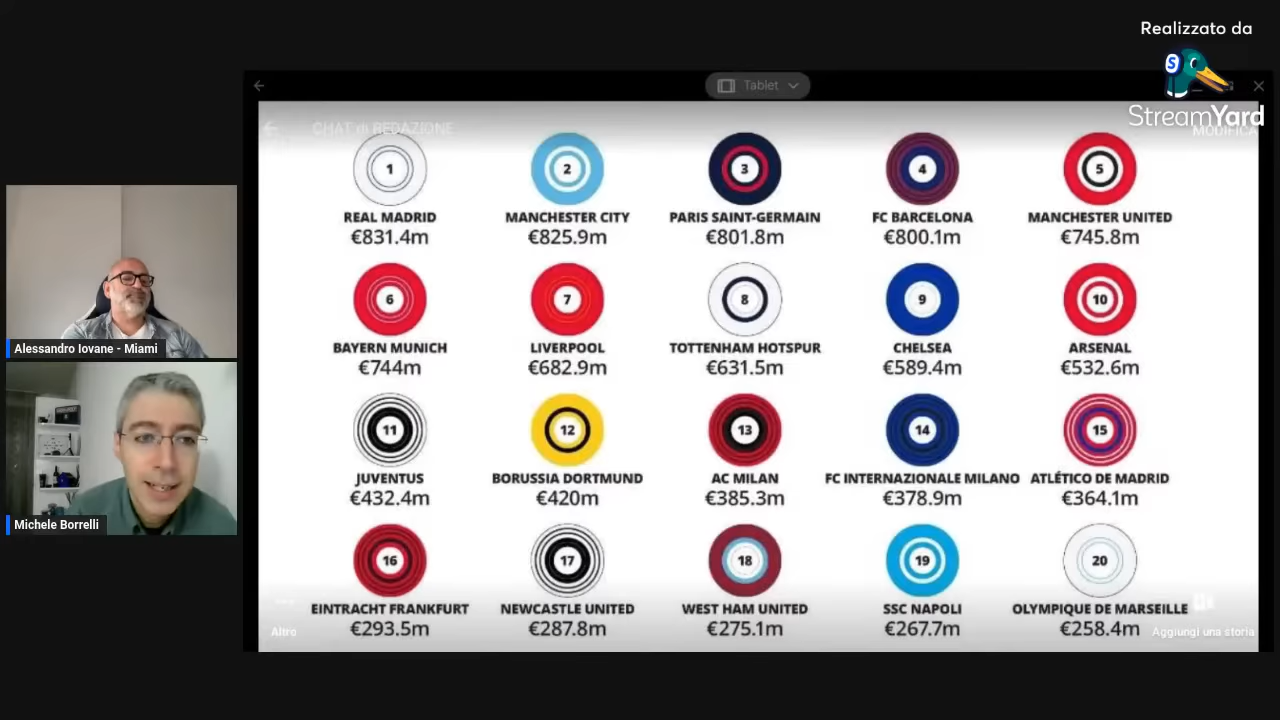 Realizzato da
S
StreamYard
Tablet
CHAT di REDAZIONE
MODIFICA
1
2
3
4
5
REAL MADRID
MANCHESTER CITY
PARIS SAINT-GERMAIN
FC BARCELONA
MANCHESTER UNITED
€831.4m
€825.9m
€801.8m
€800.1m
€745.8m
6
7
8
9
10
BAYERN MUNICH
LIVERPOOL
TOTTENHAM HOTSPUR
CHELSEA
ARSENAL
€744m
€682.9m
€631.5m
€589.4m
€532.6m
11
12
13
14
15
JUVENTUS
BORUSSIA DORTMUND
AC MILAN
FC INTERNAZIONALE MILANO
ATLÉTICO DE MADRID
€432.4m
€420m
€385.3m
€378.9m
€364.1m
16
17
18
19
20
EINTRACHT FRANKFURT
NEWCASTLE UNITED
WEST HAM UNITED
SSC NAPOLI
OLYMPIQUE DE MARSEILLE
€293.5m
€287.8m
€275.1m
€267.7m
€258.4m
Altro
Aggiungi una storia
Alessandro Iovane - Miami
Michele Borrelli